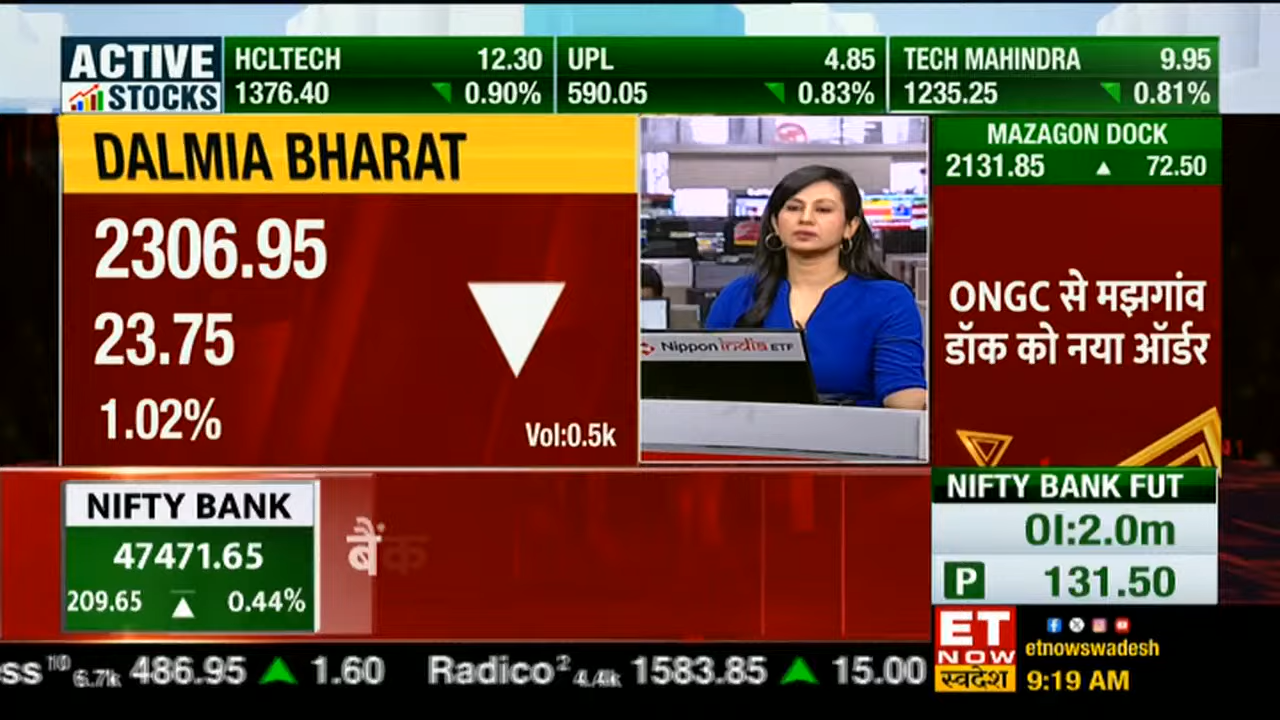 ACTIVE STOCKS
HCLTECH 12.30
1376.40 0.90%
UPL 4.85
590.05 0.83%
TECH MAHINDRA 9.95
1235.25 0.81%
DALMIA BHARAT
2306.95
23.75
1.02%
Vol:0.5k
Nippon india ETF
MAZAGON DOCK
2131.85 ▲ 72.50
ONGC से मझगांव
डॉक को नया ऑर्डर
NIFTY BANK
47471.65
209.65 ▲ 0.44%
बैंक
NIFTY BANK FUT
OI:2.0m
P 131.50
ss 10 6.7k 486.95 ▲ 1.60 Radico 2 4.4k 1583.85 ▲ 15.00
ET
NOW
स्वदेश
etnowswadesh
9:19 AM